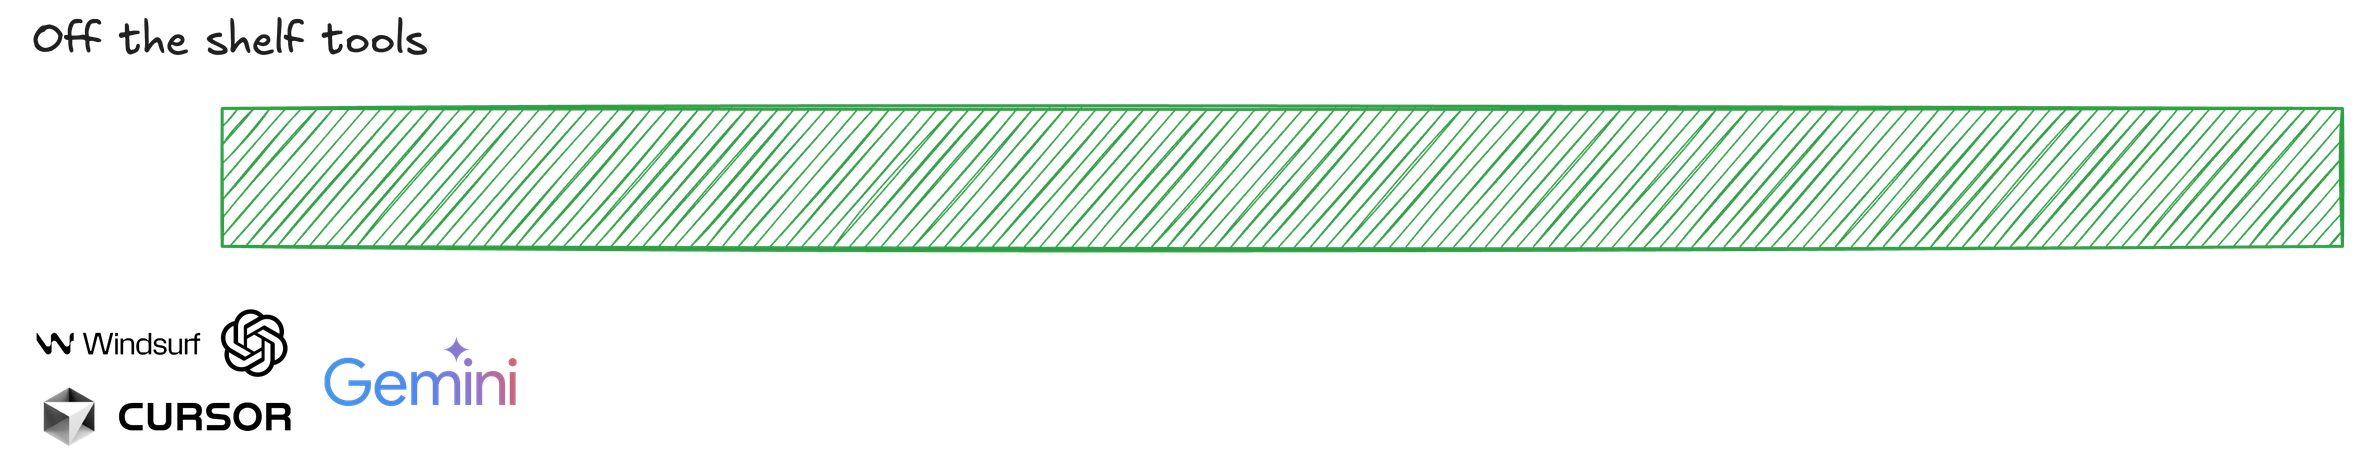 Off the shelf tools
Windsurf
CURSOR
Gemini